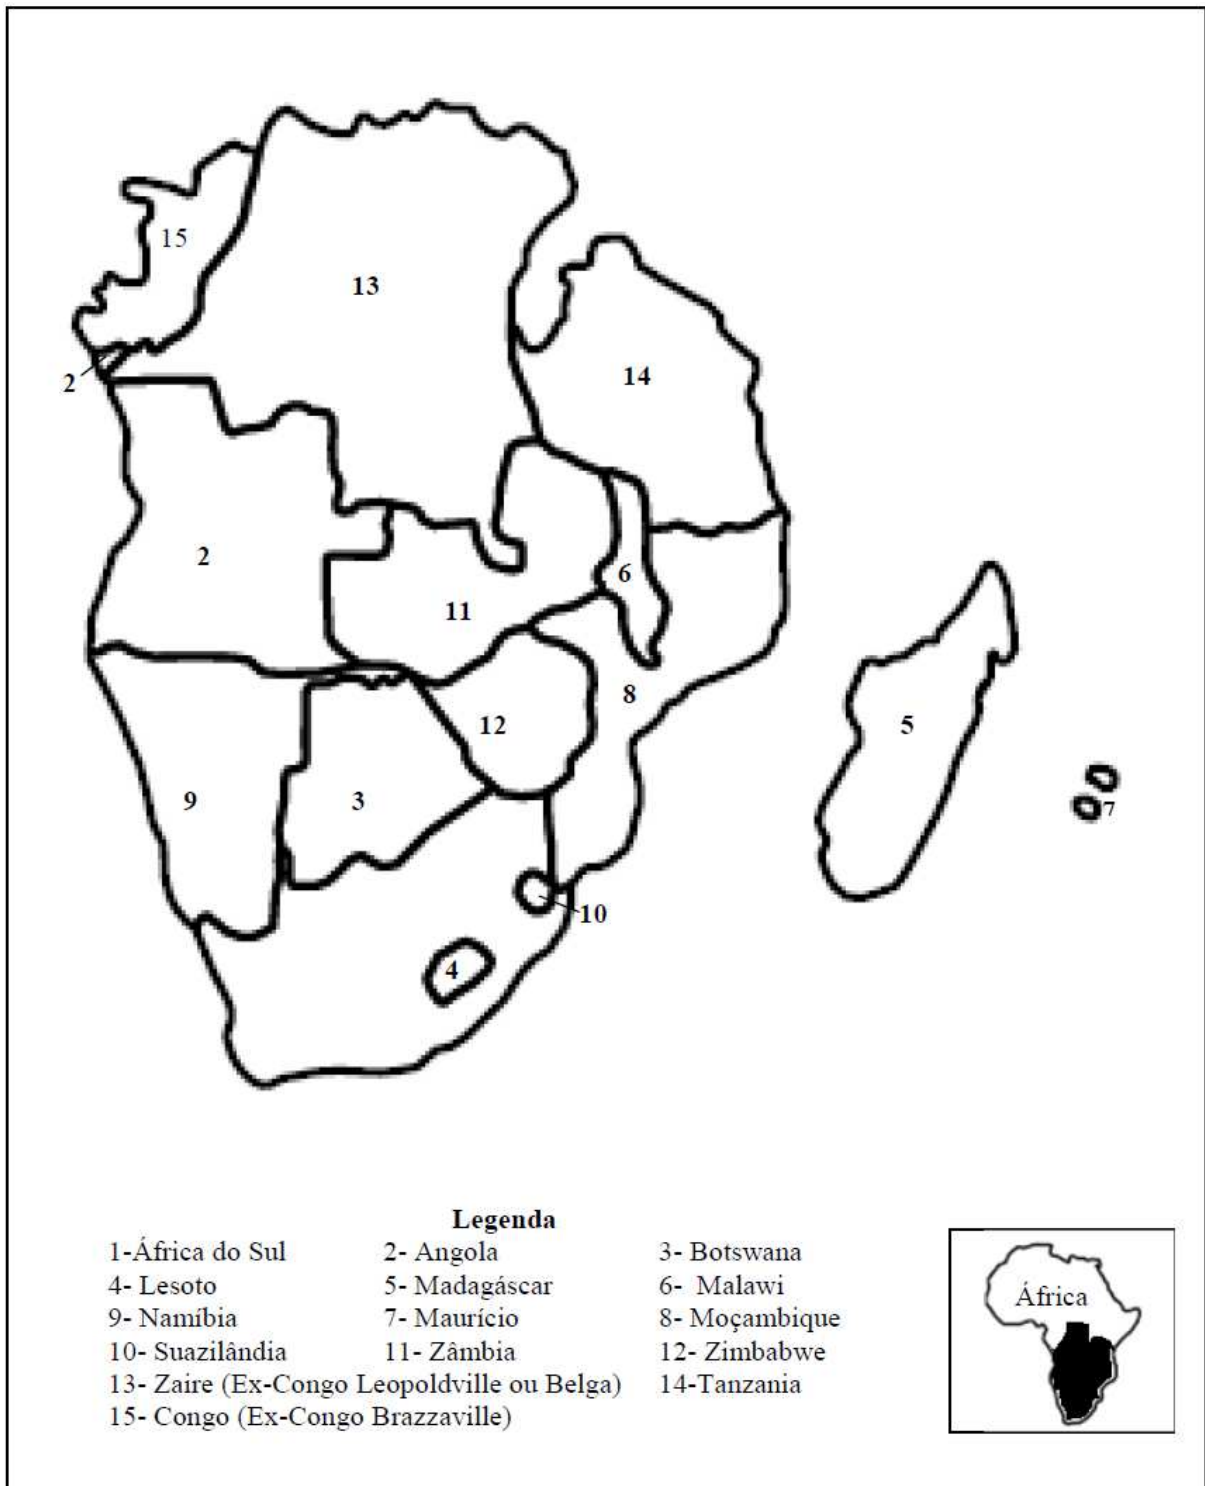 15
13
14
2
2
6
11
8
12
5
9
3
7
10
4
Legenda
1-África do Sul 2- Angola 3- Botswana
4- Lesoto 5- Madagáscar 6- Malawi
9- Namíbia 7- Maurício 8- Moçambique
10- Suazilândia 11- Zâmbia 12- Zimbabwe
13- Zaire (Ex-Congo Leopoldville ou Belga) 14-Tanzania
15- Congo (Ex-Congo Brazzaville)
África